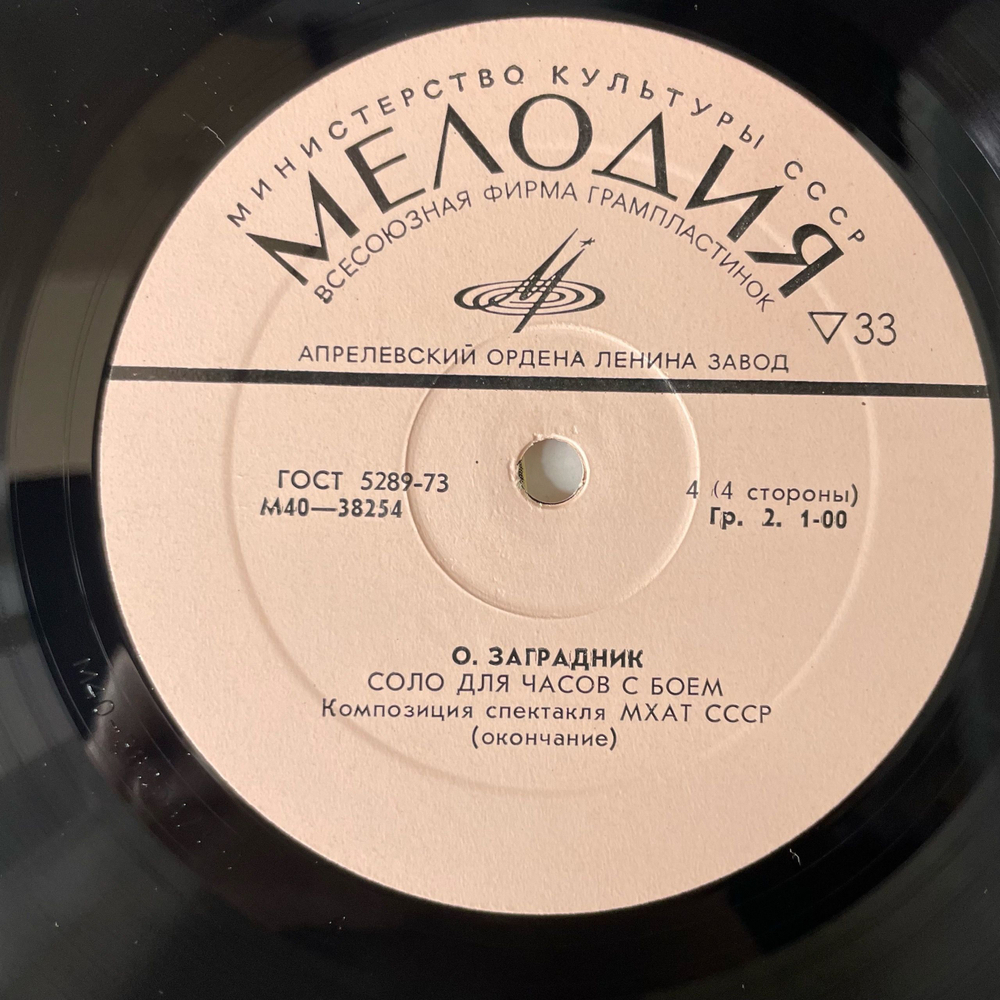 МИНИСТЕРСТВО КУЛЬТУРЫ СССР
МЕЛОДИЯ
ВСЕСОЮЗНАЯ ФИРМА ГРАМПЛАСТИНОК
▽33
АПРЕЛЕВСКИЙ ОРДЕНА ЛЕНИНА ЗАВОД
ГОСТ 5289-73
М40—38254
4 (4 стороны)
Гр. 2. 1-00
О. ЗАГРАДНИК
СОЛО ДЛЯ ЧАСОВ С БОЕМ
Композиция спектакля МХАТ СССР
(окончание)
М40